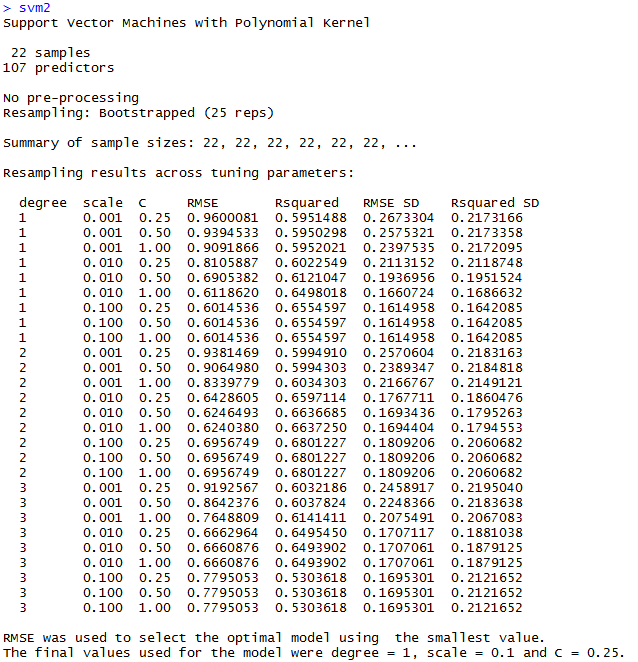 > svm2
Support Vector Machines with Polynomial Kernel
22 samples
107 predictors
No pre-processing
Resampling: Bootstrapped (25 reps)
Summary of sample sizes: 22, 22, 22, 22, 22, 22, ...
Resampling results across tuning parameters:
degree scale C RMSE Rsquared RMSE SD Rsquared SD
1 0.001 0.25 0.9600081 0.5951488 0.2673304 0.2173166
1 0.001 0.50 0.9394533 0.5950298 0.2575321 0.2173358
1 0.001 1.00 0.9091866 0.5952021 0.2397535 0.2172095
1 0.010 0.25 0.8105887 0.6022549 0.2113152 0.2118748
1 0.010 0.50 0.6905382 0.6121047 0.1936956 0.1951524
1 0.010 1.00 0.6118620 0.6498018 0.1660724 0.1686632
1 0.100 0.25 0.6014536 0.6554597 0.1614958 0.1642085
1 0.100 0.50 0.6014536 0.6554597 0.1614958 0.1642085
1 0.100 1.00 0.6014536 0.6554597 0.1614958 0.1642085
2 0.001 0.25 0.9381469 0.5994910 0.2570604 0.2183163
2 0.001 0.50 0.9064980 0.5994303 0.2389347 0.2184818
2 0.001 1.00 0.8339779 0.6034303 0.2166767 0.2149121
2 0.010 0.25 0.6428605 0.6597114 0.1767711 0.1860476
2 0.010 0.50 0.6246493 0.6636685 0.1693436 0.1795263
2 0.010 1.00 0.6240380 0.6637250 0.1694404 0.1794553
2 0.100 0.25 0.6956749 0.6801227 0.1809206 0.2060682
2 0.100 0.50 0.6956749 0.6801227 0.1809206 0.2060682
2 0.100 1.00 0.6956749 0.6801227 0.1809206 0.2060682
3 0.001 0.25 0.9192567 0.6032186 0.2458917 0.2195040
3 0.001 0.50 0.8642376 0.6037824 0.2248366 0.2183638
3 0.001 1.00 0.7648809 0.6141411 0.2075491 0.2067083
3 0.010 0.25 0.6662964 0.6495450 0.1707117 0.1881038
3 0.010 0.50 0.6660876 0.6493902 0.1707061 0.1879125
3 0.010 1.00 0.6660876 0.6493902 0.1707061 0.1879125
3 0.100 0.25 0.7795053 0.5303618 0.1695301 0.2121652
3 0.100 0.50 0.7795053 0.5303618 0.1695301 0.2121652
3 0.100 1.00 0.7795053 0.5303618 0.1695301 0.2121652
RMSE was used to select the optimal model using  the smallest value.
The final values used for the model were degree = 1, scale = 0.1 and C = 0.25.